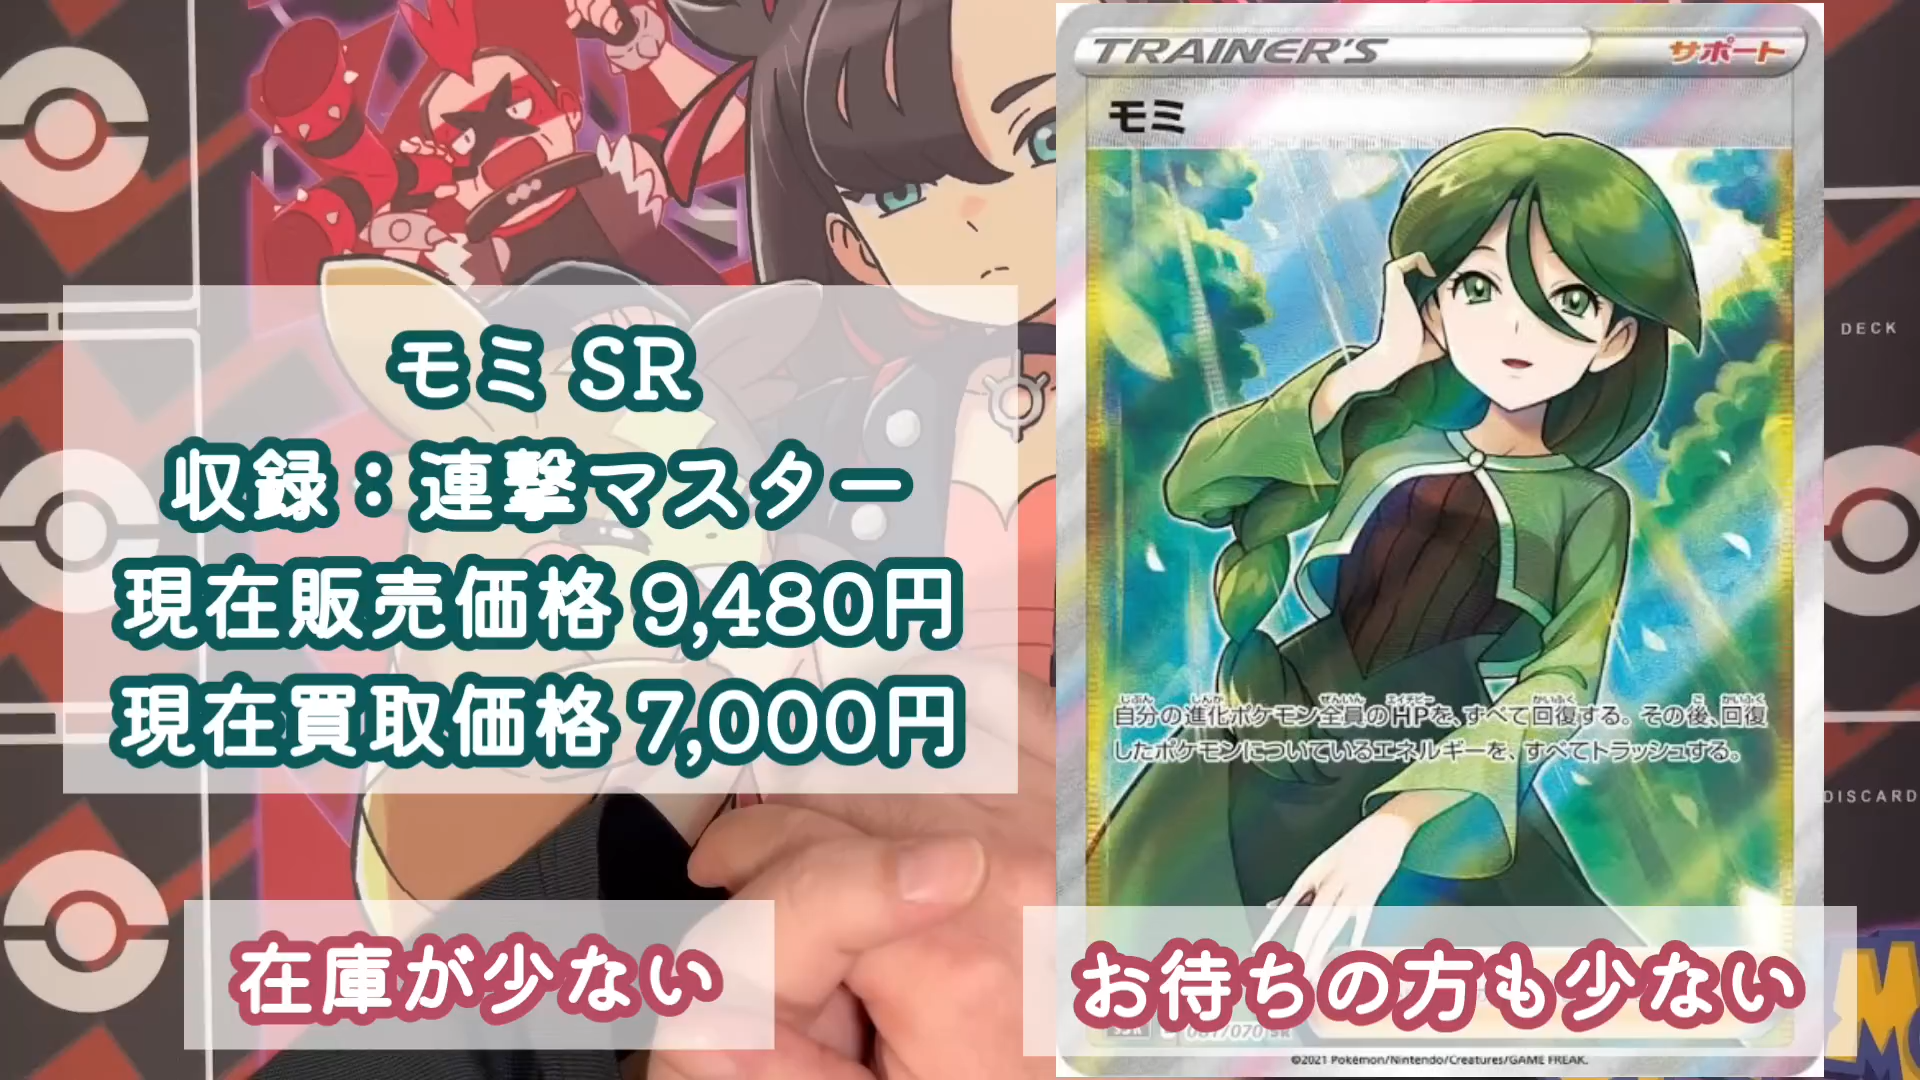 TRAINER'S
サポート
モミ
モミ SR
収録：連撃マスター
現在販売価格 9,480円
現在買取価格 7,000円
DECK
自分の進化ポケモン全員のHPを、すべて回復する。その後、回復
したポケモンについているエネルギーを、すべてトラッシュする。
DISCARD
在庫が少ない
お待ちの方も少ない
/070 SR
©2021 Pokémon/Nintendo/Creatures/GAME FREAK.